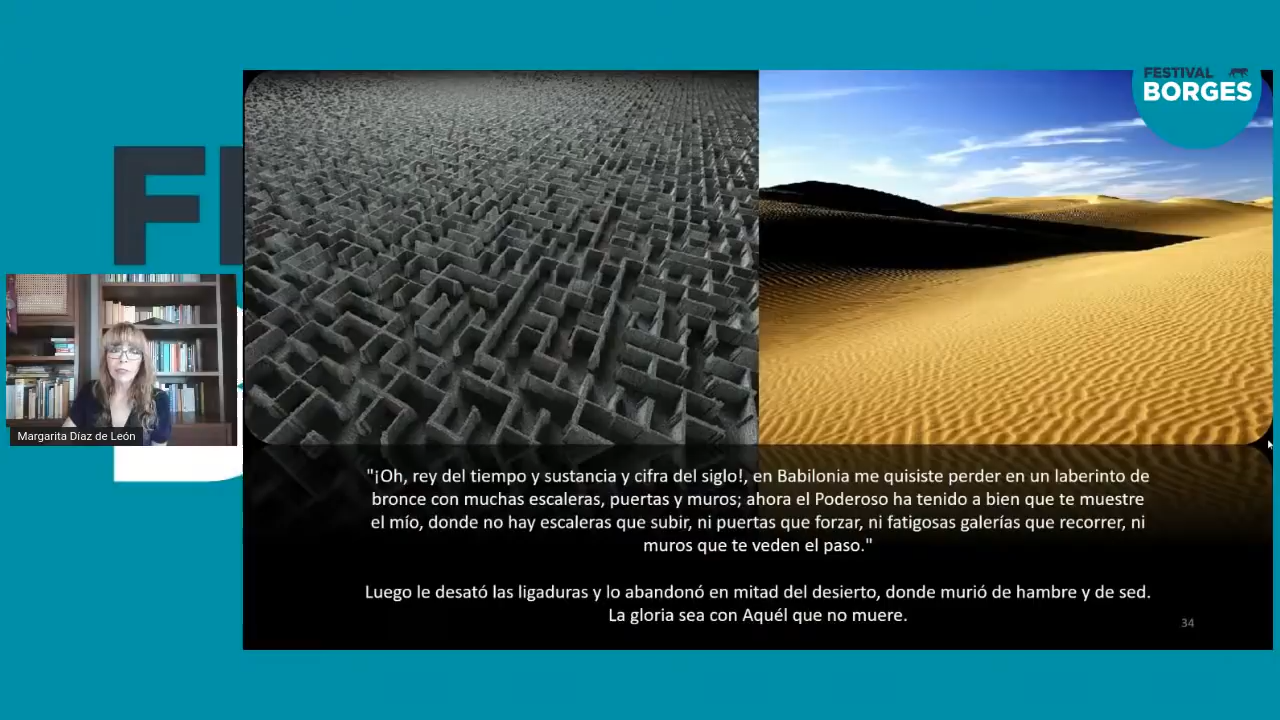 FESTIVAL
BORGES
Margarita Díaz de León
"¡Oh, rey del tiempo y sustancia y cifra del siglo!, en Babilonia me quisiste perder en un laberinto de
bronce con muchas escaleras, puertas y muros; ahora el Poderoso ha tenido a bien que te muestre
el mío, donde no hay escaleras que subir, ni puertas que forzar, ni fatigosas galerías que recorrer, ni
muros que te veden el paso."
Luego le desató las ligaduras y lo abandonó en mitad del desierto, donde murió de hambre y de sed.
La gloria sea con Aquél que no muere.
34